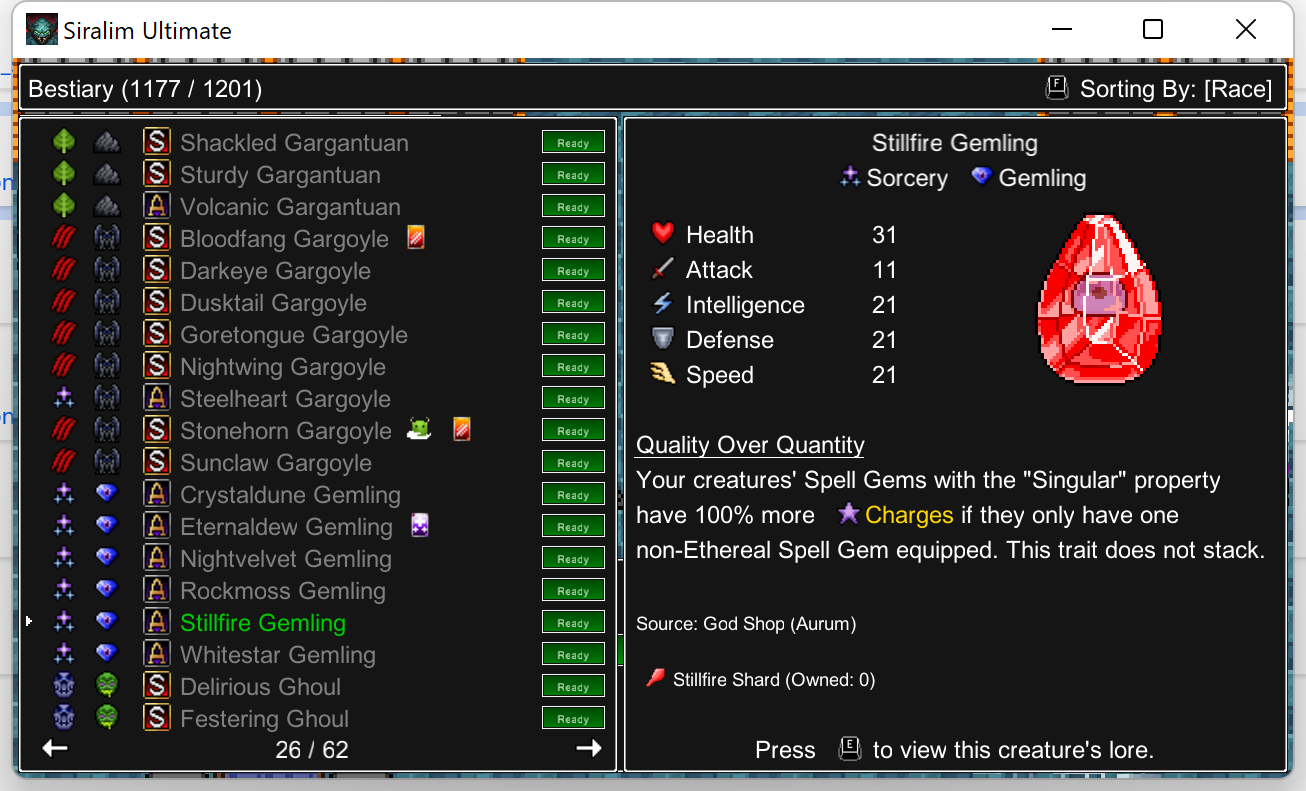 Siralim Ultimate
Bestiary (1177 / 1201)
F Sorting By: [Race]
S Shackled Gargantuan Ready
S Sturdy Gargantuan Ready
A Volcanic Gargantuan Ready
S Bloodfang Gargoyle Ready
S Darkeye Gargoyle Ready
S Dusktail Gargoyle Ready
S Goretongue Gargoyle Ready
S Nightwing Gargoyle Ready
A Steelheart Gargoyle Ready
S Stonehorn Gargoyle Ready
S Sunclaw Gargoyle Ready
A Crystaldune Gemling Ready
A Eternaldew Gemling Ready
A Nightvelvet Gemling Ready
A Rockmoss Gemling Ready
A Stillfire Gemling Ready
A Whitestar Gemling Ready
S Delirious Ghoul Ready
S Festering Ghoul Ready
26 / 62
Stillfire Gemling
Sorcery Gemling
Health 31
Attack 11
Intelligence 21
Defense 21
Speed 21
Quality Over Quantity
Your creatures' Spell Gems with the "Singular" property
have 100% more Charges if they only have one
non-Ethereal Spell Gem equipped. This trait does not stack.
Source: God Shop (Aurum)
Stillfire Shard (Owned: 0)
Press E to view this creature's lore.